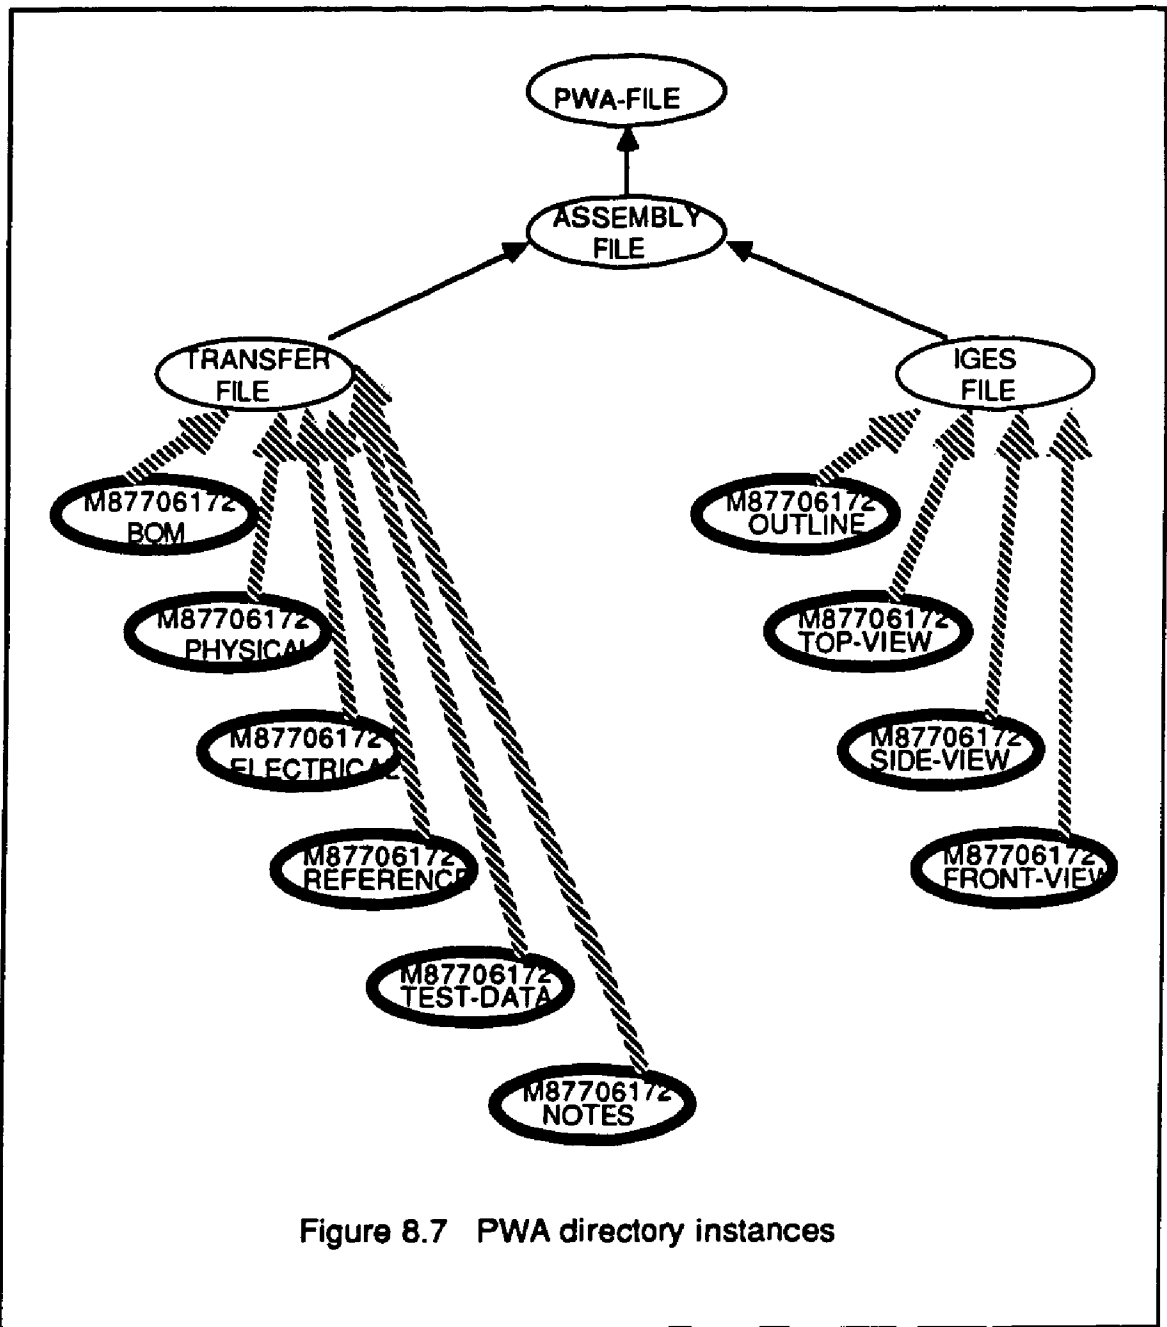 PWA-FILE
ASSEMBLY
FILE
TRANSFER
FILE
IGES
FILE
M87706172
BOM
M87706172
PHYSICAL
M87706172
ELECTRICAL
M87706172
REFERENCE
M87706172
TEST-DATA
M87706172
NOTES
M87706172
OUTLINE
M87706172
TOP-VIEW
M87706172
SIDE-VIEW
M87706172
FRONT-VIEW
Figure 8.7 PWA directory instances